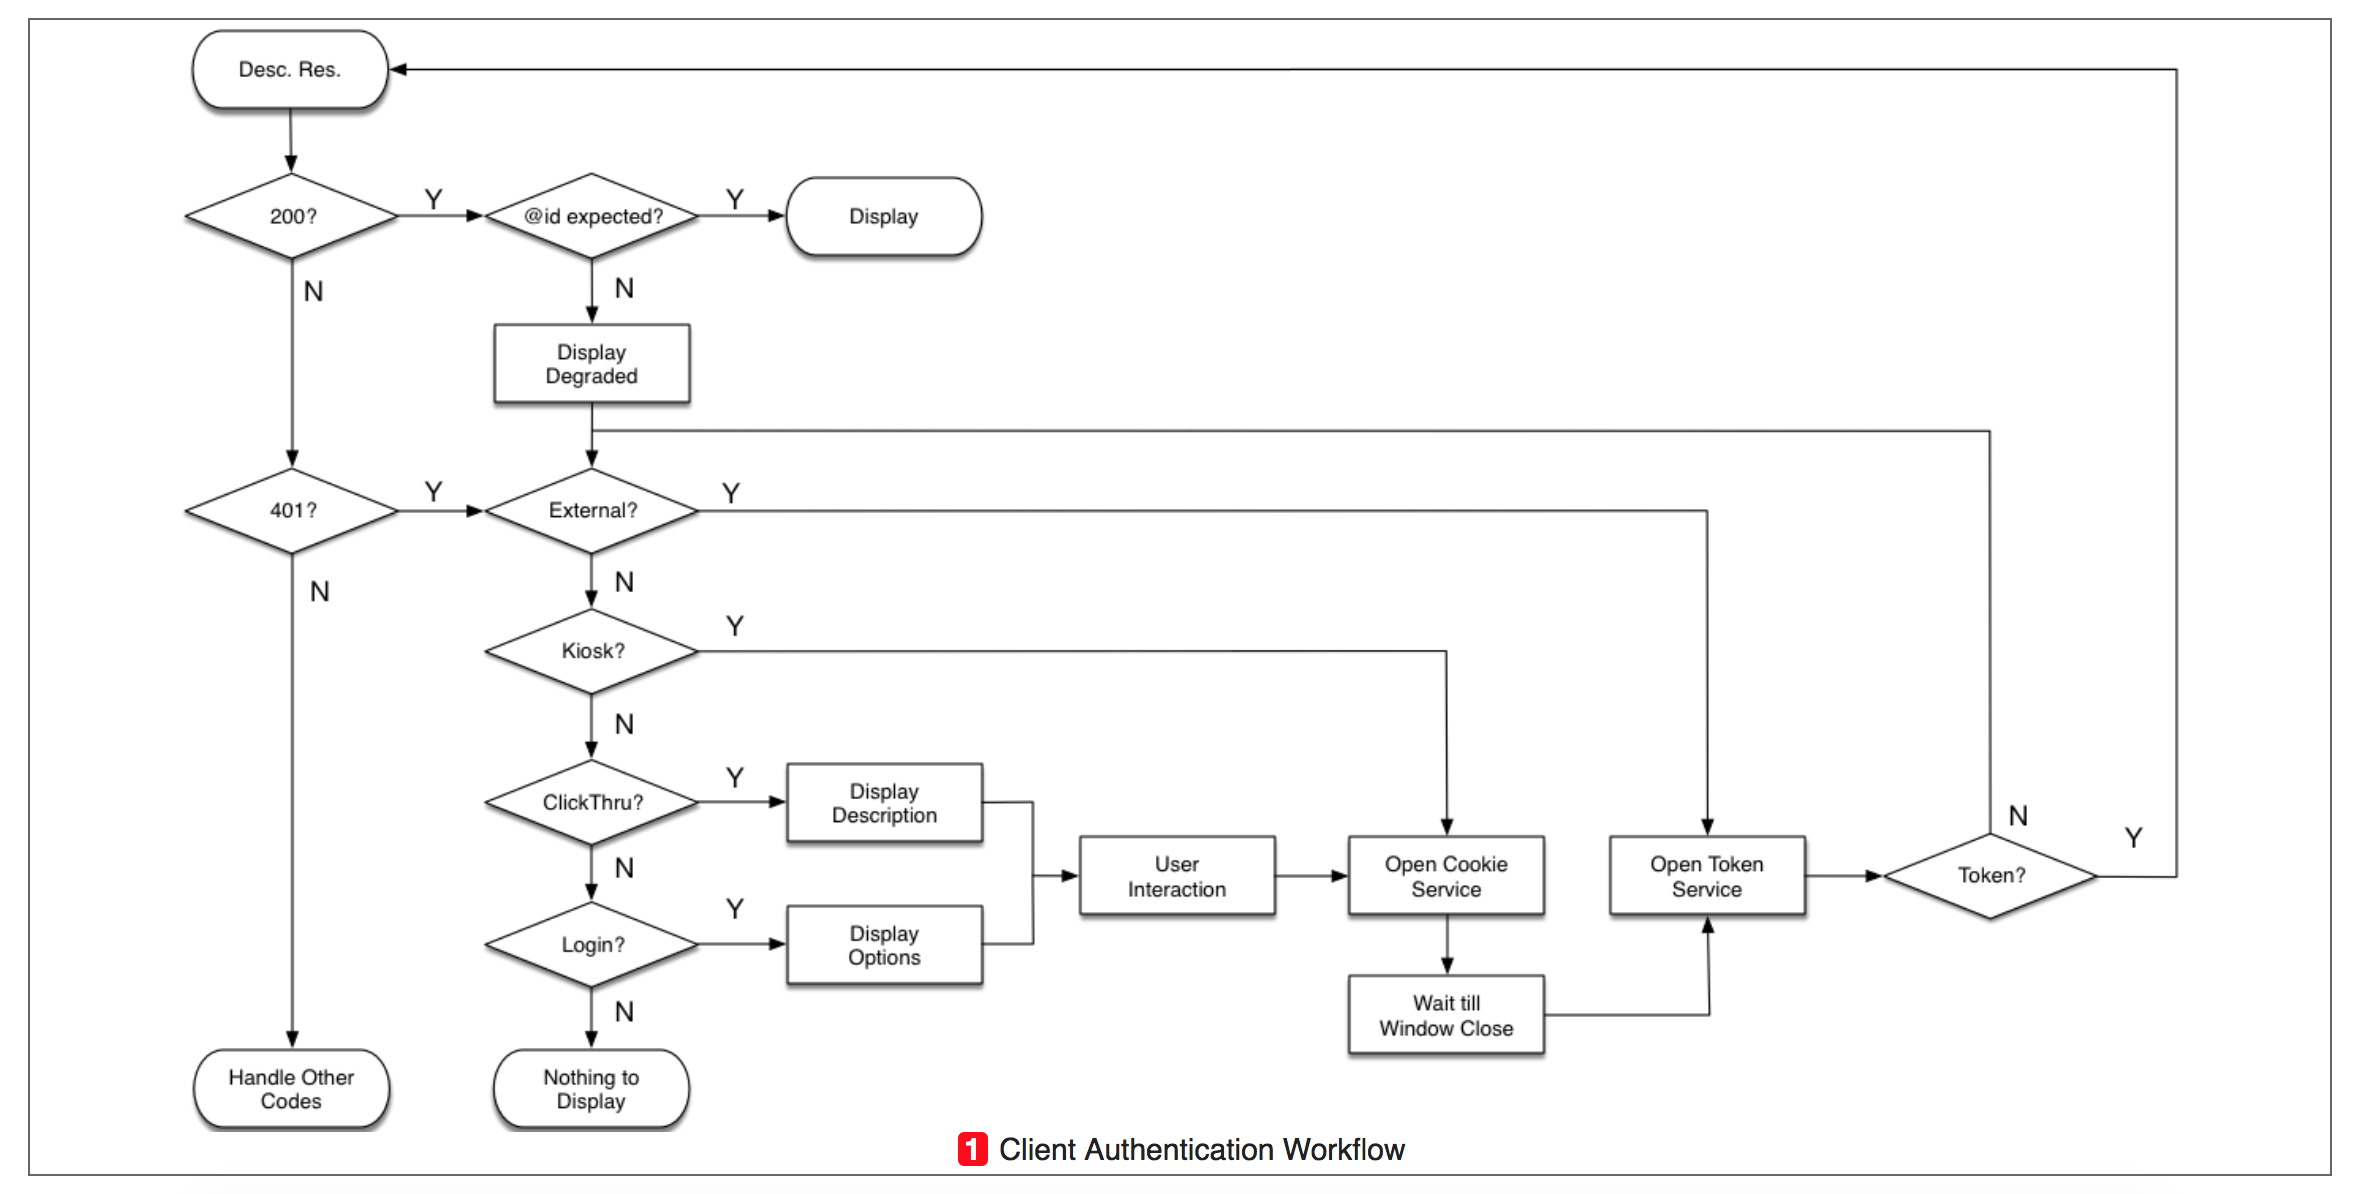 Desc. Res.
200?
Y
@id expected?
Y
Display
N
N
Display
Degraded
401?
Y
External?
Y
N
N
Kiosk?
Y
N
ClickThru?
Y
Display
Description
N
Login?
Y
Display
Options
User
Interaction
Open Cookie
Service
Wait till
Window Close
Open Token
Service
Token?
N
Y
N
Handle Other
Codes
Nothing to
Display
1 Client Authentication Workflow